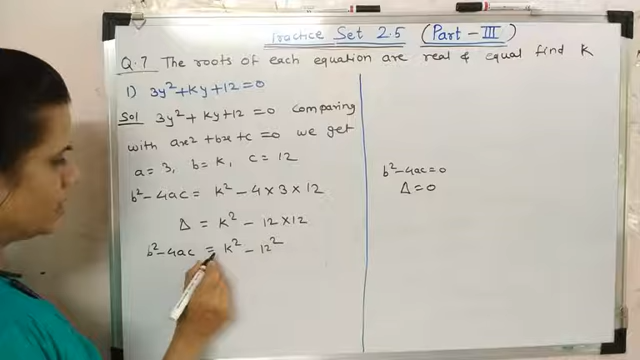 Practice Set 2.5 (Part - III)
Q.7 The roots of each equation are real & equal find K
1) 3y² + Ky + 12 = 0
Sol 3y² + Ky + 12 = 0 comparing
with ax² + bx + c = 0 we get
a = 3, b = K, c = 12
b² - 4ac = K² - 4 × 3 × 12
Δ = K² - 12 × 12
b² - 4ac = K² - 12²
b² - 4ac = 0
Δ = 0